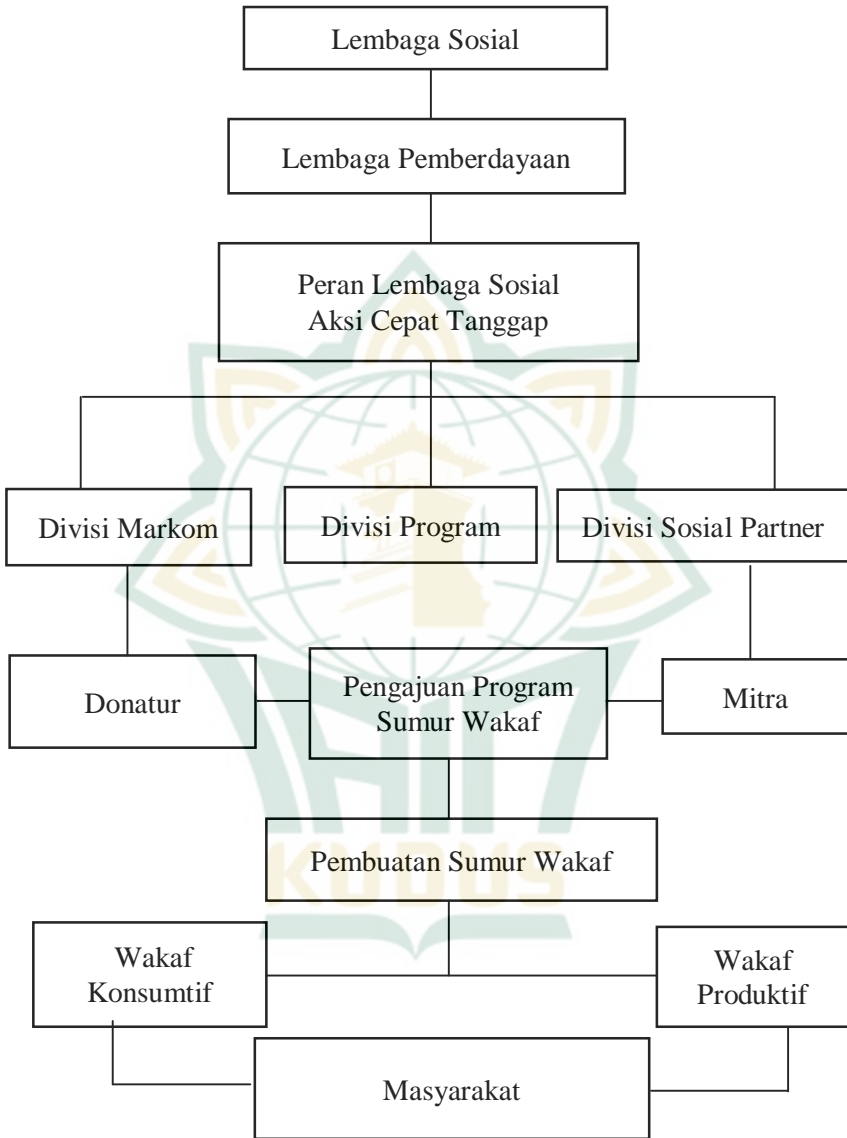 Lembaga Sosial
Lembaga Pemberdayaan
Peran Lembaga Sosial
Aksi Cepat Tanggap
Divisi Markom
Divisi Program
Divisi Sosial Partner
Donatur
Pengajuan Program
Sumur Wakaf
Mitra
Pembuatan Sumur Wakaf
KUDUS
Wakaf
Konsumtif
Wakaf
Produktif
Masyarakat